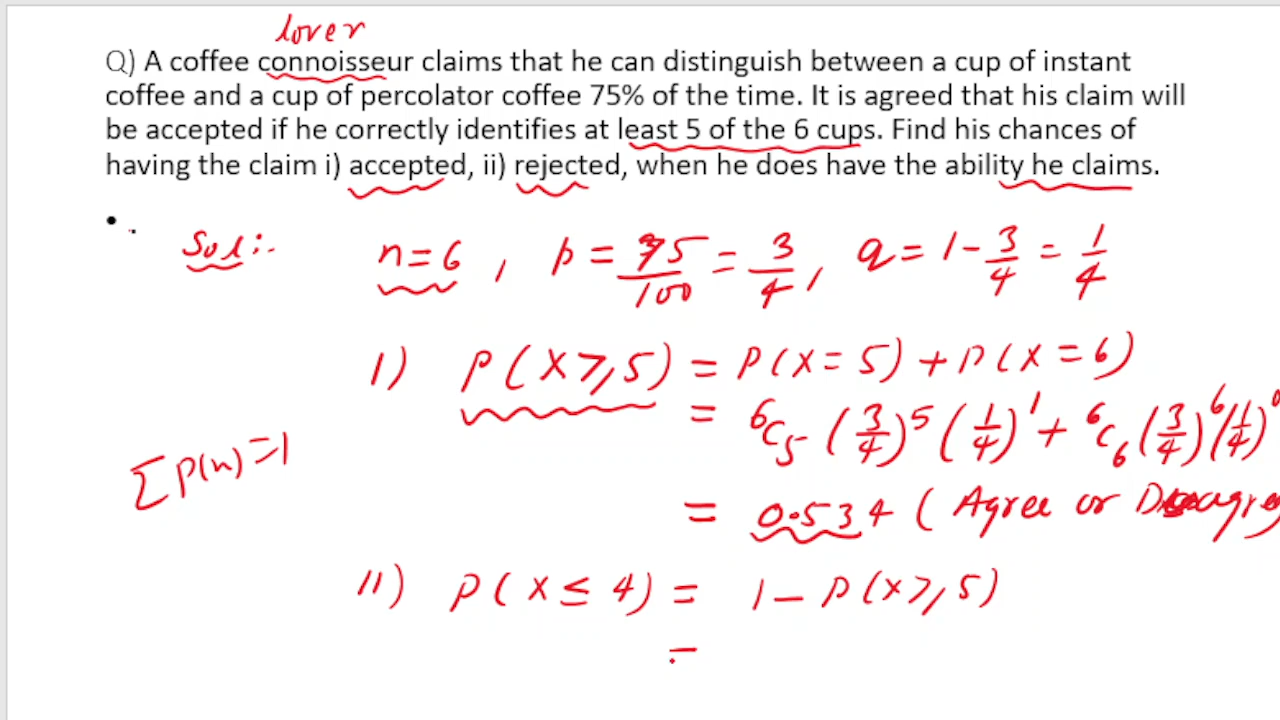 lover
Q) A coffee connoisseur claims that he can distinguish between a cup of instant
coffee and a cup of percolator coffee 75% of the time. It is agreed that his claim will
be accepted if he correctly identifies at least 5 of the 6 cups. Find his chances of
having the claim i) accepted, ii) rejected, when he does have the ability he claims.
• .
Sol:-
n=6 , p = 75/100 = 3/4 , q = 1 - 3/4 = 1/4
i) P(X≥5) = P(X=5) + P(X=6)
= ⁶C₅ (3/4)⁵ (1/4)¹ + ⁶C₆ (3/4)⁶ (1/4)⁰
∑P(x)=1
= 0.534 ( Agree or
ii) P(X≤4) = 1 - P(X≥5)
=